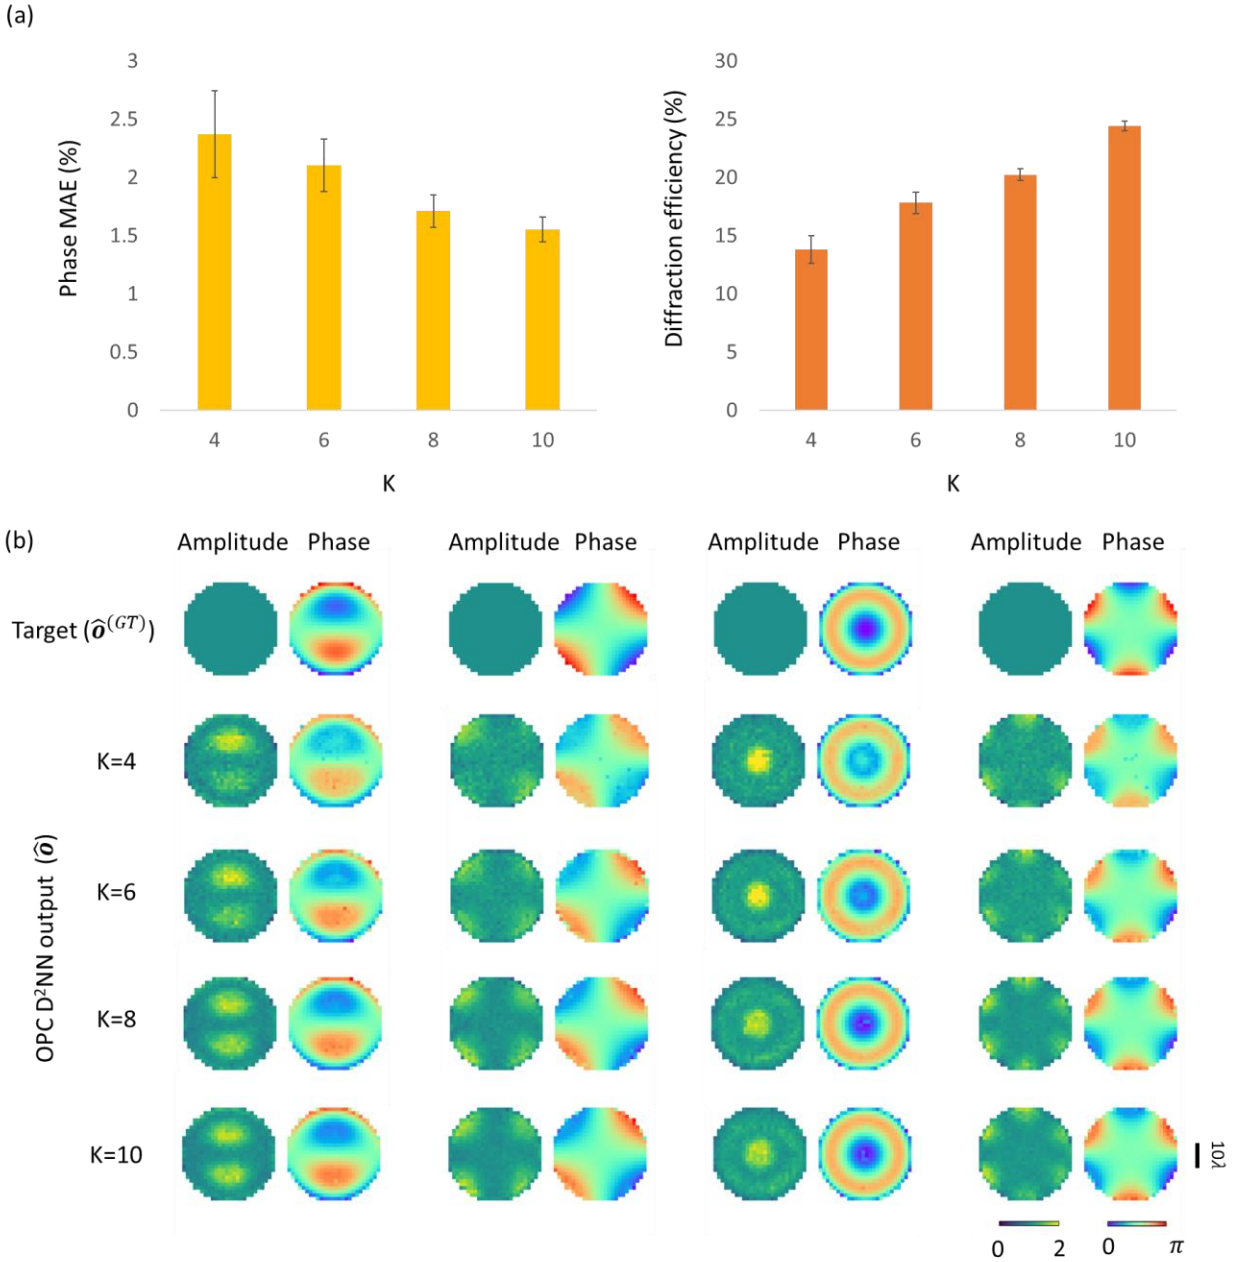 (a)
Phase MAE (%)
3
2.5
2
1.5
1
0.5
0
4 6 8 10
K
Diffraction efficiency (%)
30
25
20
15
10
5
0
4 6 8 10
K
(b)
Amplitude Phase Amplitude Phase Amplitude Phase Amplitude Phase
Target (ô^(GT))
OPC D²NN output (ô)
K=4
K=6
K=8
K=10
10λ
0 2 0 π